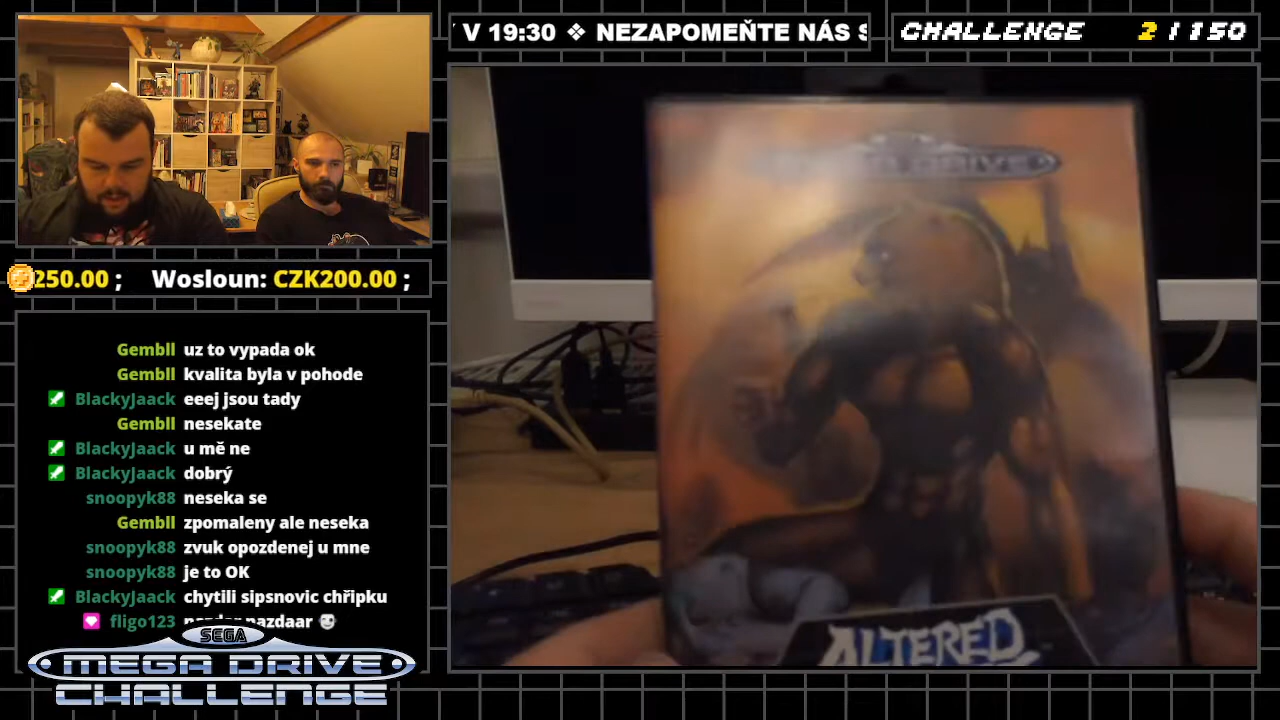 V 19:30 ❖ NEZAPOMEŇTE NÁS S
CHALLENGE 2 / 150
250.00 ; Wosloun: CZK200.00 ;
Gembll uz to vypada ok
Gembll kvalita byla v pohode
BlackyJaack eeej jsou tady
Gembll nesekate
BlackyJaack u mě ne
BlackyJaack dobrý
snoopyk88 neseka se
Gembll zpomaleny ale neseka
snoopyk88 zvuk opozdenej u mne
snoopyk88 je to OK
BlackyJaack chytili sipsnovic chřipku
fligo123 nazdaar
SEGA
MEGA DRIVE
CHALLENGE
MEGA DRIVE
ALTERED